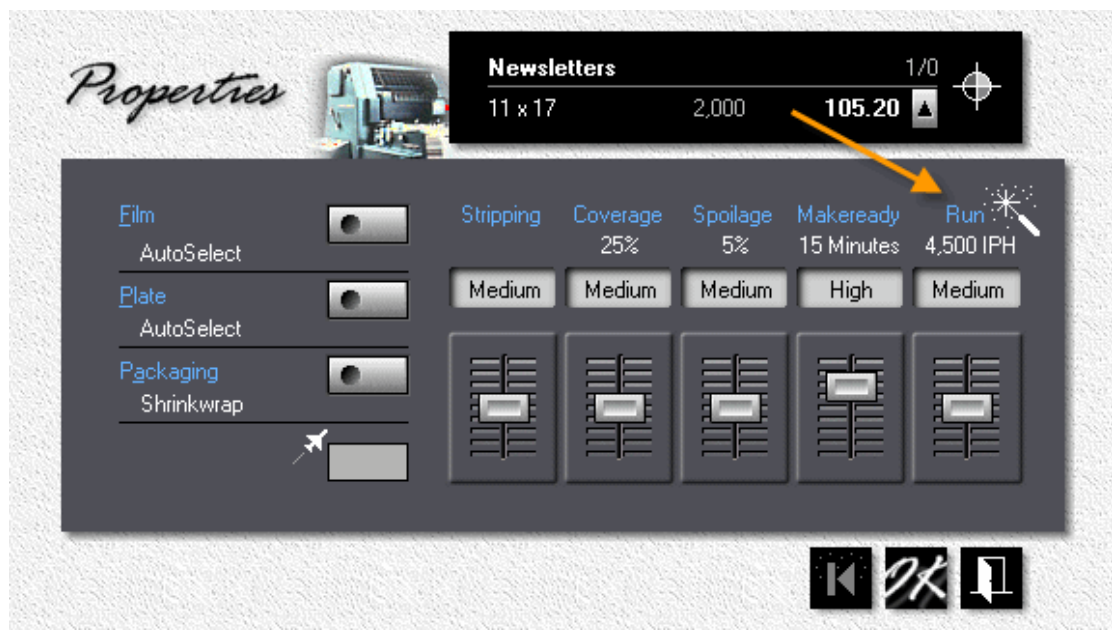 Properties
Newsletters 1/0
11 x 17 2,000 105.20
Film
AutoSelect
Plate
AutoSelect
Packaging
Shrinkwrap
Stripping Coverage Spoilage Makeready Run
25% 5% 15 Minutes 4,500 IPH
Medium Medium Medium High Medium
OK